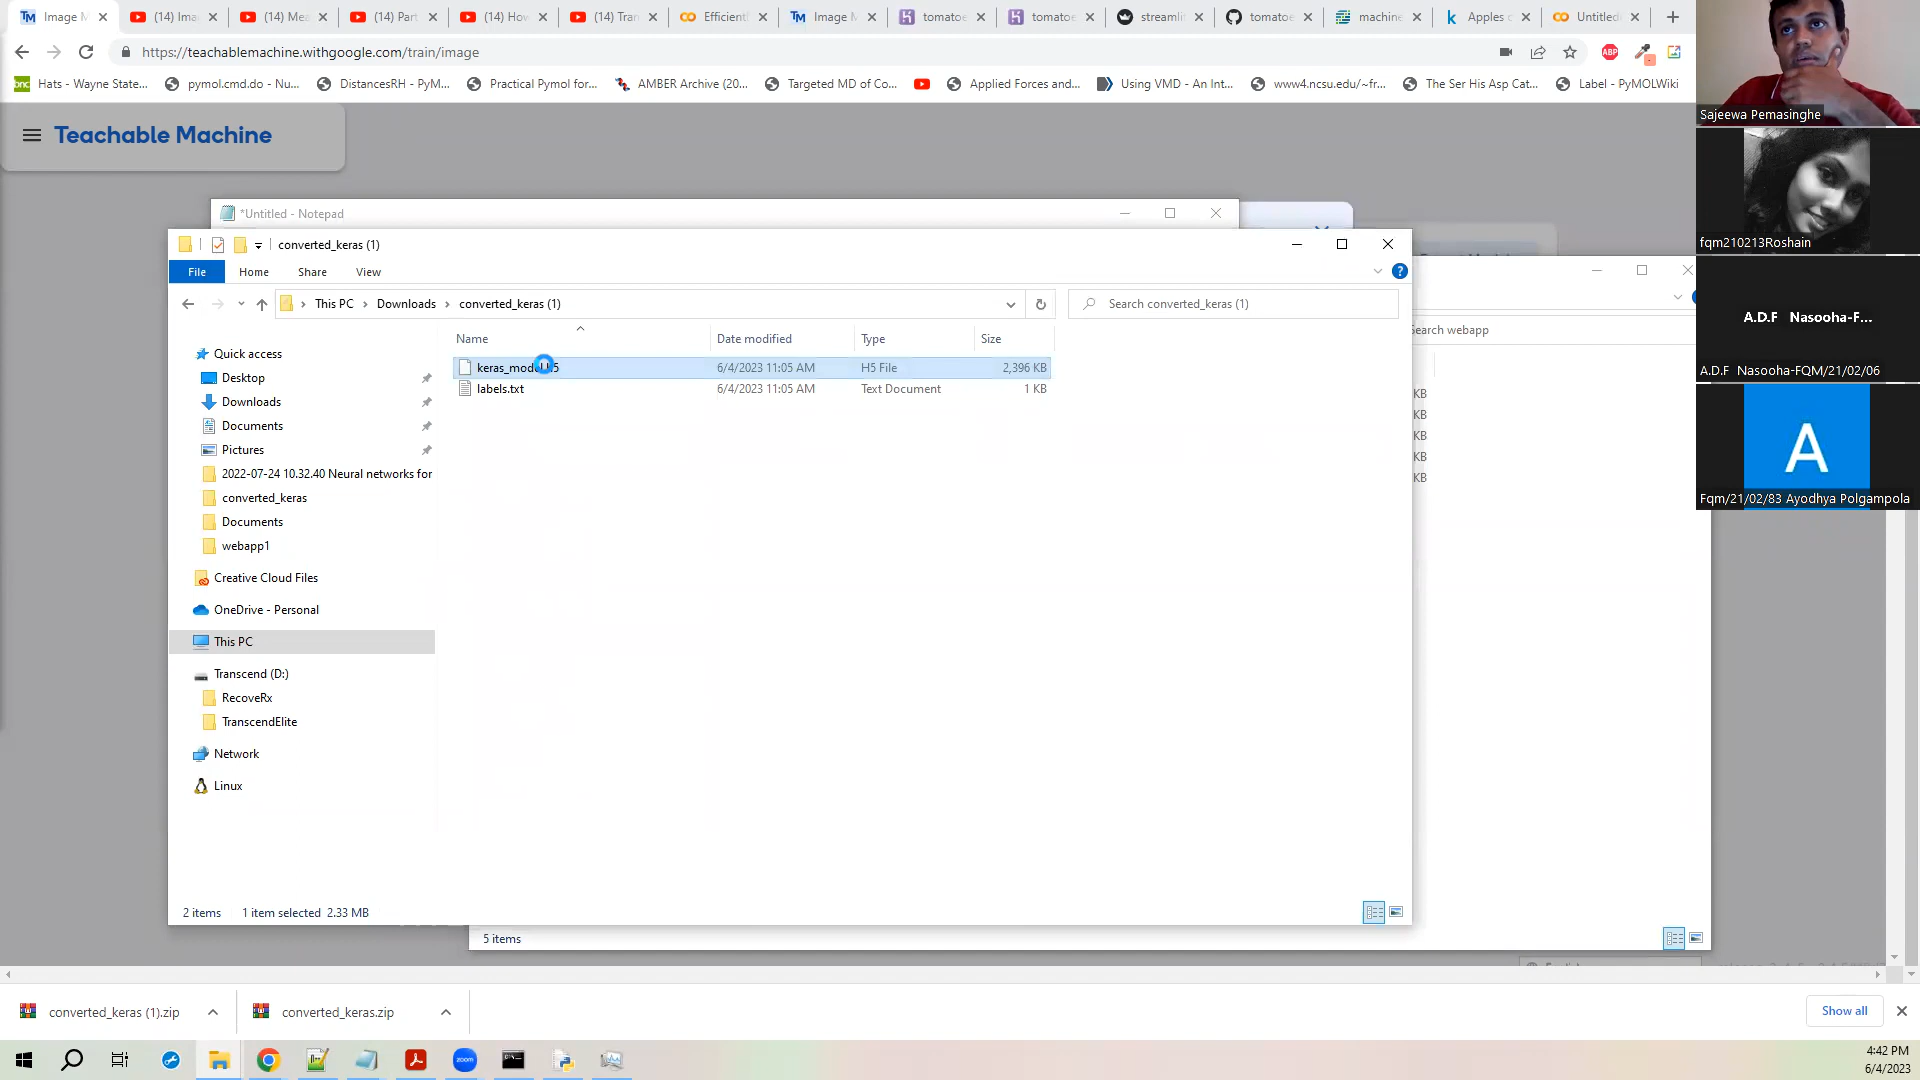 Image M
(14) Ima
(14) Mea
(14) Part
(14) How
(14) Tran
Efficientl
Image M
tomatoe
tomatoe
streamli
tomatoe
machine
Apples o
Untitled
https://teachablemachine.withgoogle.com/train/image
Hats - Wayne State...
pymol.cmd.do - Nu...
DistancesRH - PyM...
Practical Pymol for...
AMBER Archive (20...
Targeted MD of Co...
Applied Forces and...
Using VMD - An Int...
www4.ncsu.edu/~fr...
The Ser His Asp Cat...
Label - PyMOLWiki
Teachable Machine
*Untitled - Notepad
converted_keras (1)
File Home Share View
This PC Downloads converted_keras (1)
Search converted_keras (1)
Search webapp
Name Date modified Type Size
keras_model.h5 6/4/2023 11:05 AM H5 File 2,396 KB
labels.txt 6/4/2023 11:05 AM Text Document 1 KB
KB
KB
KB
KB
KB
Quick access
Desktop
Downloads
Documents
Pictures
2022-07-24 10.32.40 Neural networks for
converted_keras
Documents
webapp1
Creative Cloud Files
OneDrive - Personal
This PC
Transcend (D:)
RecoveRx
TranscendElite
Network
Linux
2 items 1 item selected 2.33 MB
5 items
Sajeewa Pemasinghe
fqm210213Roshain
A.D.F Nasooha-F...
A.D.F Nasooha-FQM/21/02/06
A
Fqm/21/02/83 Ayodhya Polgampola
converted_keras (1).zip
converted_keras.zip
Show all
zoom
4:42 PM
6/4/2023